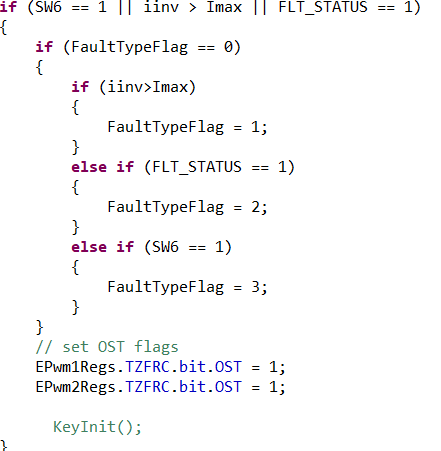 if (SW6 == 1 || iinv > Imax || FLT_STATUS == 1)
{
    if (FaultTypeFlag == 0)
    {
        if (iinv>Imax)
        {
            FaultTypeFlag = 1;
        }
        else if (FLT_STATUS == 1)
        {
            FaultTypeFlag = 2;
        }
        else if (SW6 == 1)
        {
            FaultTypeFlag = 3;
        }
    }
    // set OST flags
    EPwm1Regs.TZFRC.bit.OST = 1;
    EPwm2Regs.TZFRC.bit.OST = 1;

      KeyInit();
}